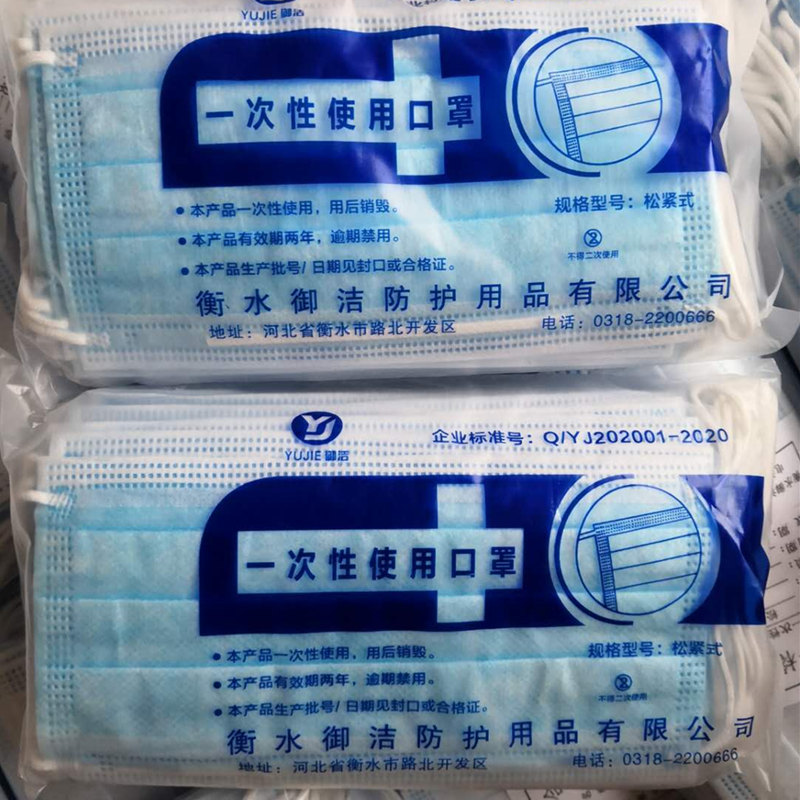 YUJIE 御洁
一次性使用口罩
●本产品一次性使用，用后销毁。
规格型号：松紧式
●本产品有效期两年，逾期禁用。
●本产品生产批号/日期见封口或合格证。
②
不得二次使用
衡水御洁防护用品有限公司
地址：河北省衡水市路北开发区
电话：0318-2200666
YUJIE 御洁
企业标准号：Q/YJ202001-2020
一次性使用口罩
●本产品一次性使用，用后销毁。
规格型号：松紧式
●本产品有效期两年，逾期禁用。
●本产品生产批号/日期见封口或合格证。
②
不得二次使用
衡水御洁防护用品有限公司
地址：河北省衡水市路北开发区
电话：0318-2200666